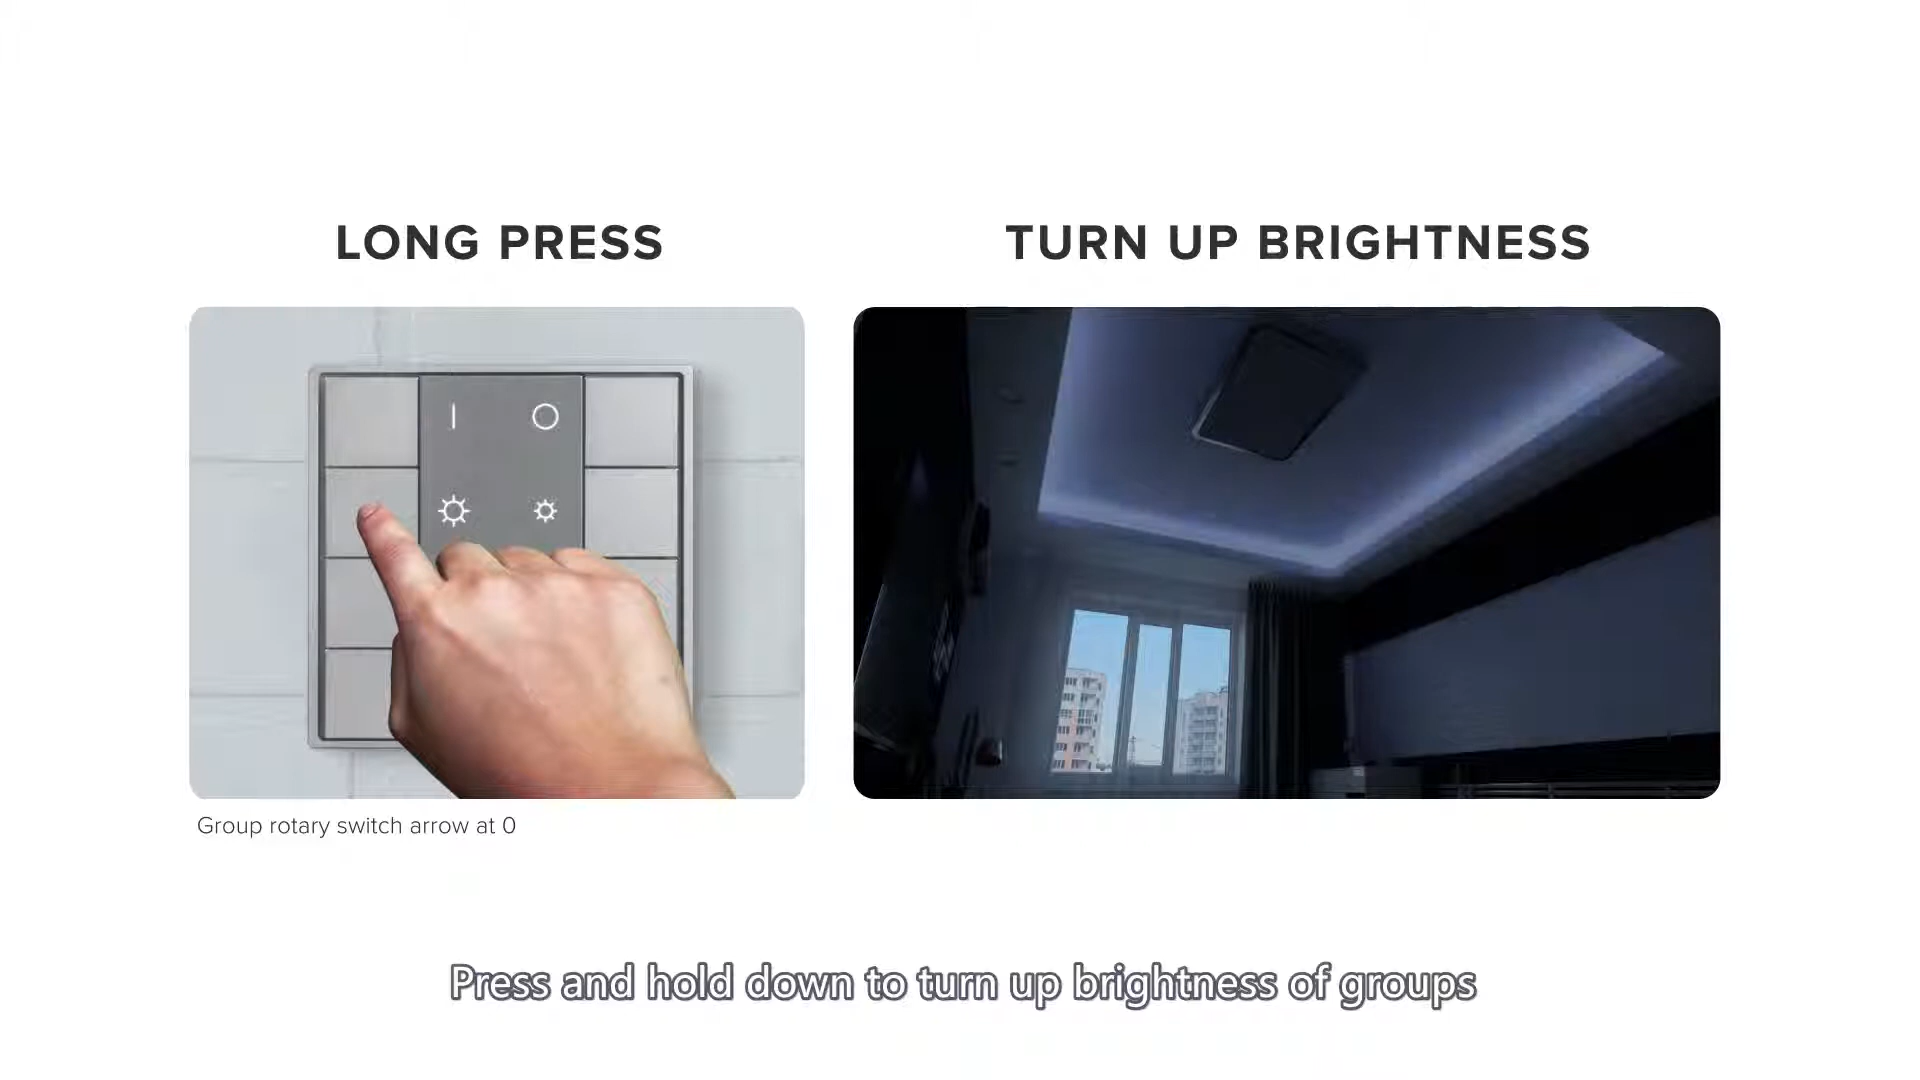 LONG PRESS
TURN UP BRIGHTNESS
Group rotary switch arrow at 0
Press and hold down to turn up brightness of groups